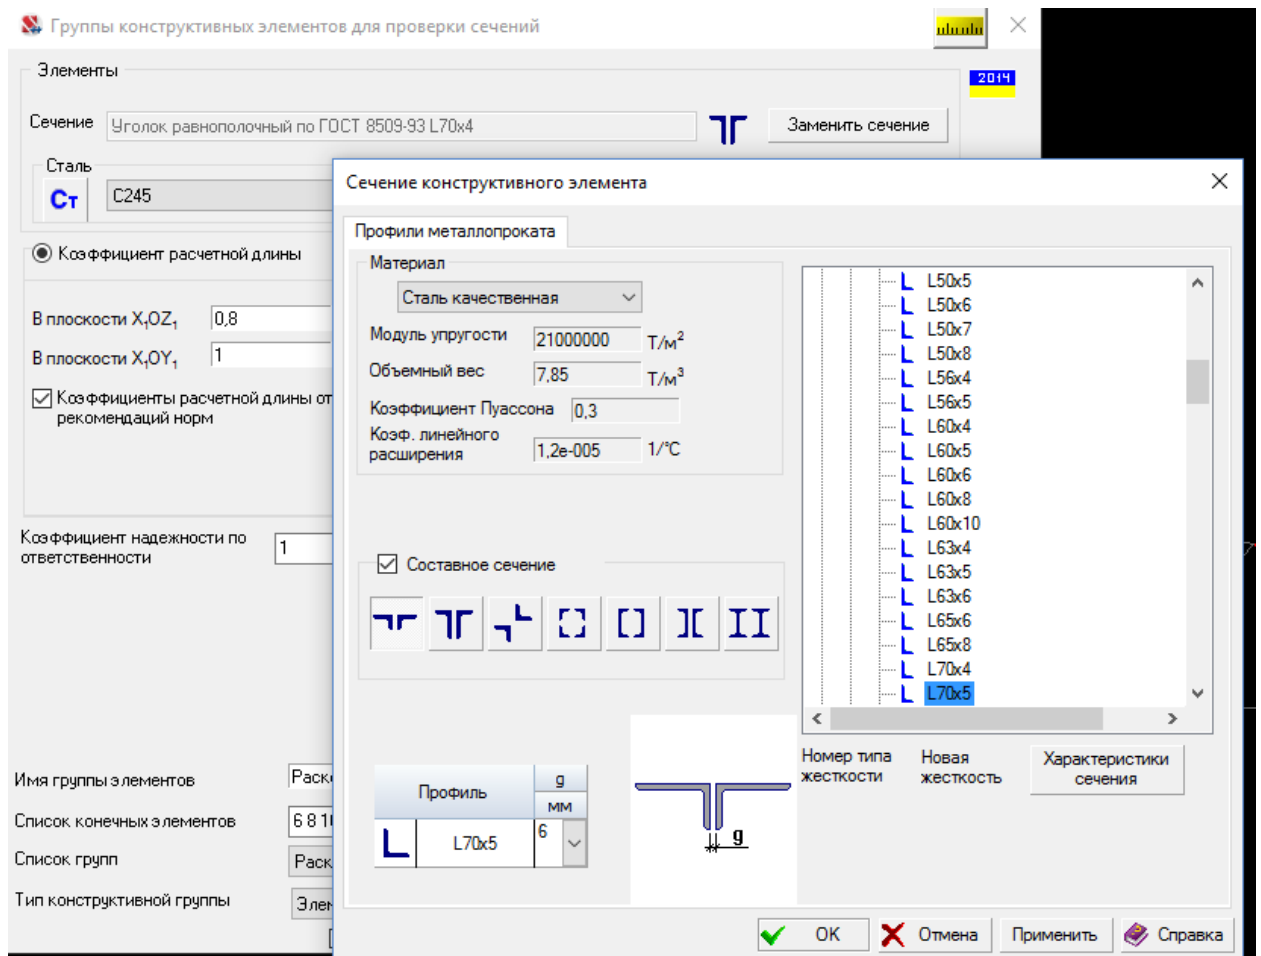 Группы конструктивных элементов для проверки сечений
Элементы
2014
Сечение
Уголок равнополочный по ГОСТ 8509-93 L70x4
Заменить сечение
Сталь
Ст
С245
Коэффициент расчетной длины
В плоскости X1OZ1
0,8
В плоскости X1OY1
1
Коэффициенты расчетной длины от
рекомендаций норм
Коэффициент надежности по
ответственности
1
Имя группы элементов
Раск
Список конечных элементов
6 8 1
Список групп
Раск
Тип конструктивной группы
Элем
Сечение конструктивного элемента
Профили металлопроката
Материал
Сталь качественная
Модуль упругости
21000000
Т/м²
Объемный вес
7,85
Т/м³
Коэффициент Пуассона
0,3
Коэф. линейного
расширения
1,2e-005
1/°C
Составное сечение
L50x5
L50x6
L50x7
L50x8
L56x4
L56x5
L60x4
L60x5
L60x6
L60x8
L60x10
L63x4
L63x5
L63x6
L65x6
L65x8
L70x4
L70x5
Номер типа
жесткости
Новая
жесткость
Характеристики
сечения
Профиль
g
мм
L70x5
6
g
OK
Отмена
Применить
Справка